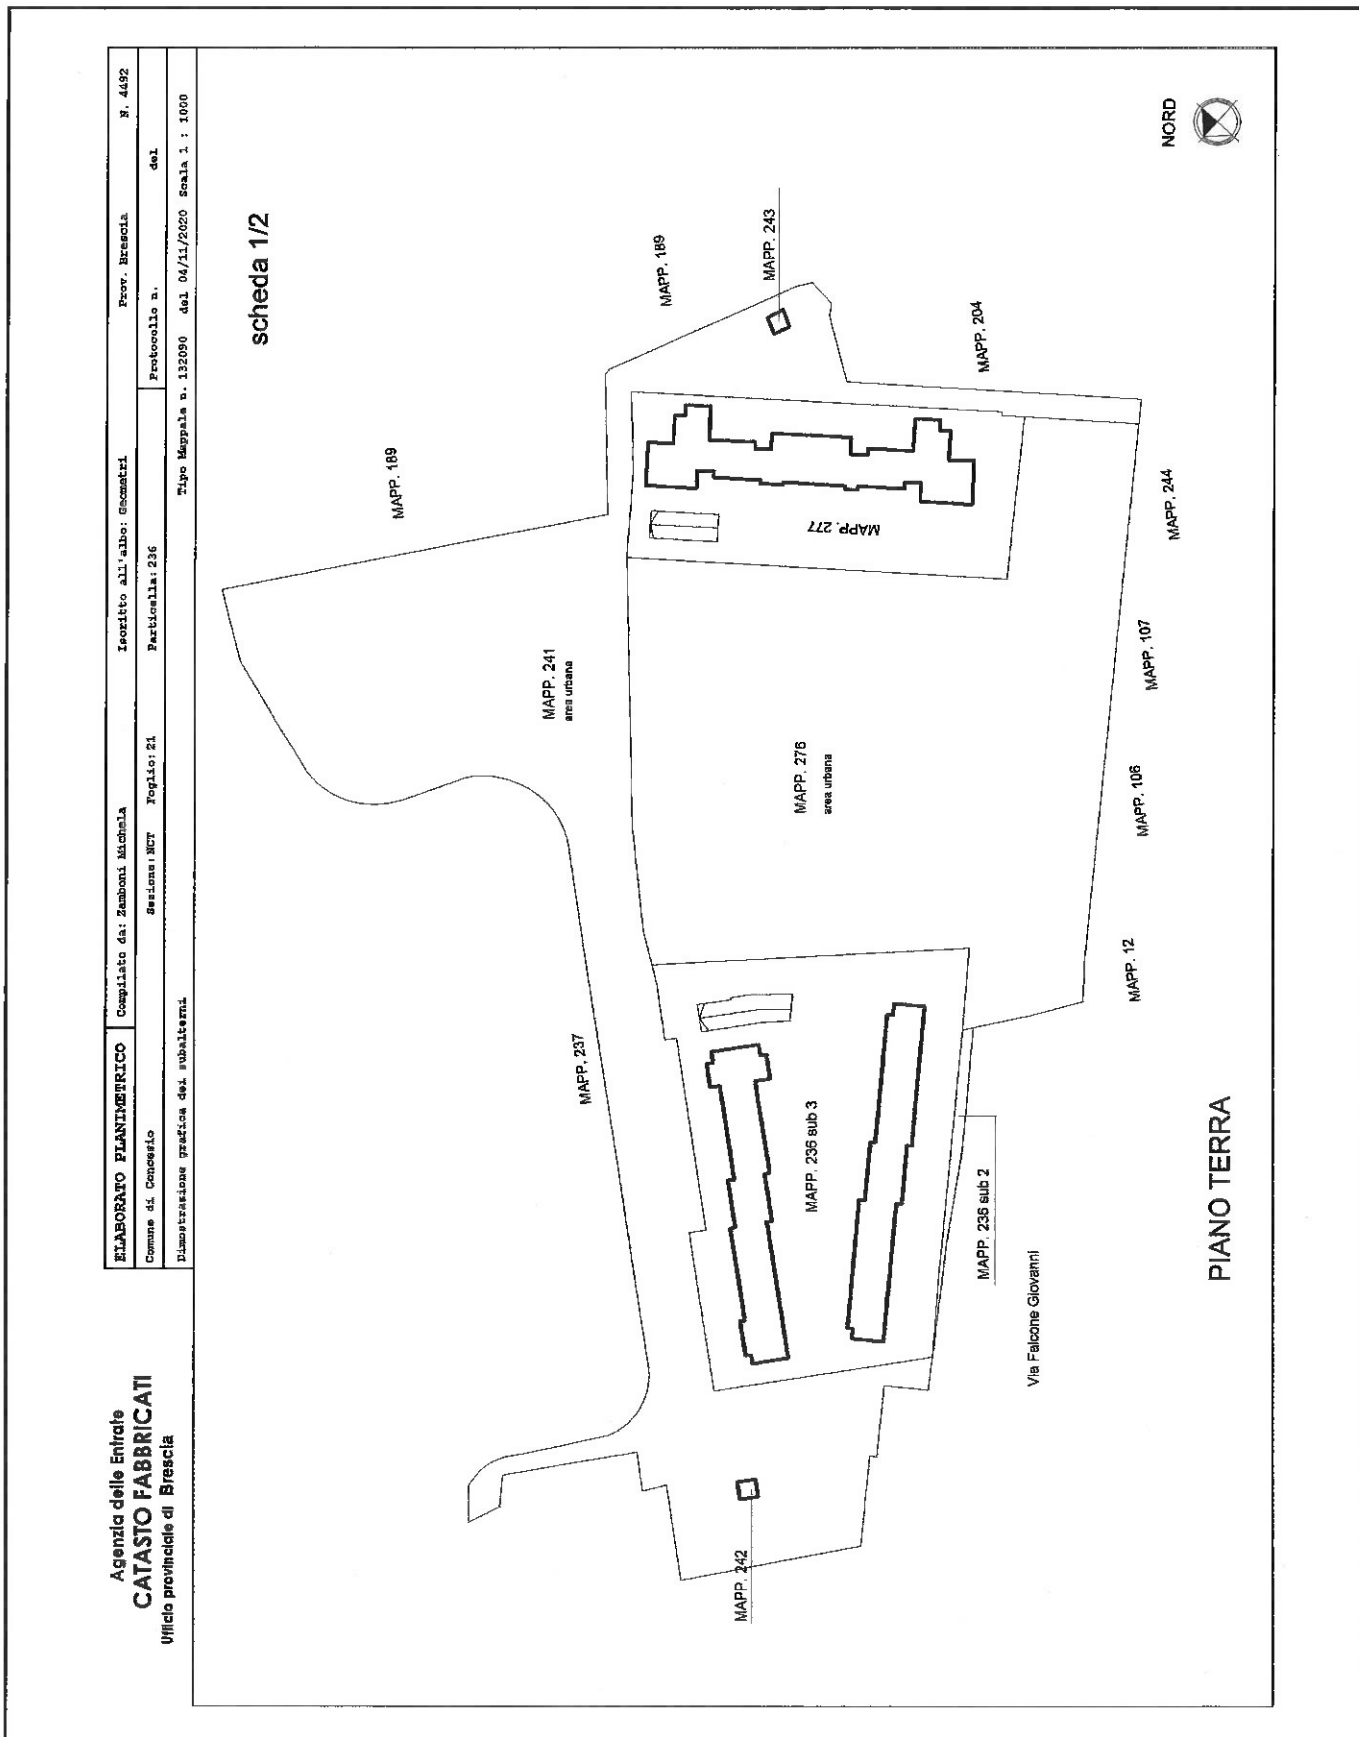 Agenzia delle Entrate
CATASTO FABBRICATI
Ufficio provinciale di Brescia
ELABORATO PLANIMETRICO
Compilato da: Zamboni Michela
Iscritto all'albo: Geometri
Prov. Brescia
N. 4492
Comune di Concesio
Sezione: NCT Foglio: 21 Particella: 236
Protocollo n. del
Dimostrazione grafica dei subalterni
Tipo Mappale n. 132090 del 04/11/2020 Scala 1 : 1000
scheda 1/2
MAPP. 189
MAPP. 189
MAPP. 243
MAPP. 204
MAPP. 241
area urbana
MAPP. 277
MAPP. 244
MAPP. 107
MAPP. 276
area urbana
MAPP. 106
MAPP. 12
MAPP. 237
MAPP. 236 sub 3
MAPP. 236 sub 2
Via Falcone Giovanni
MAPP. 242
PIANO TERRA
NORD